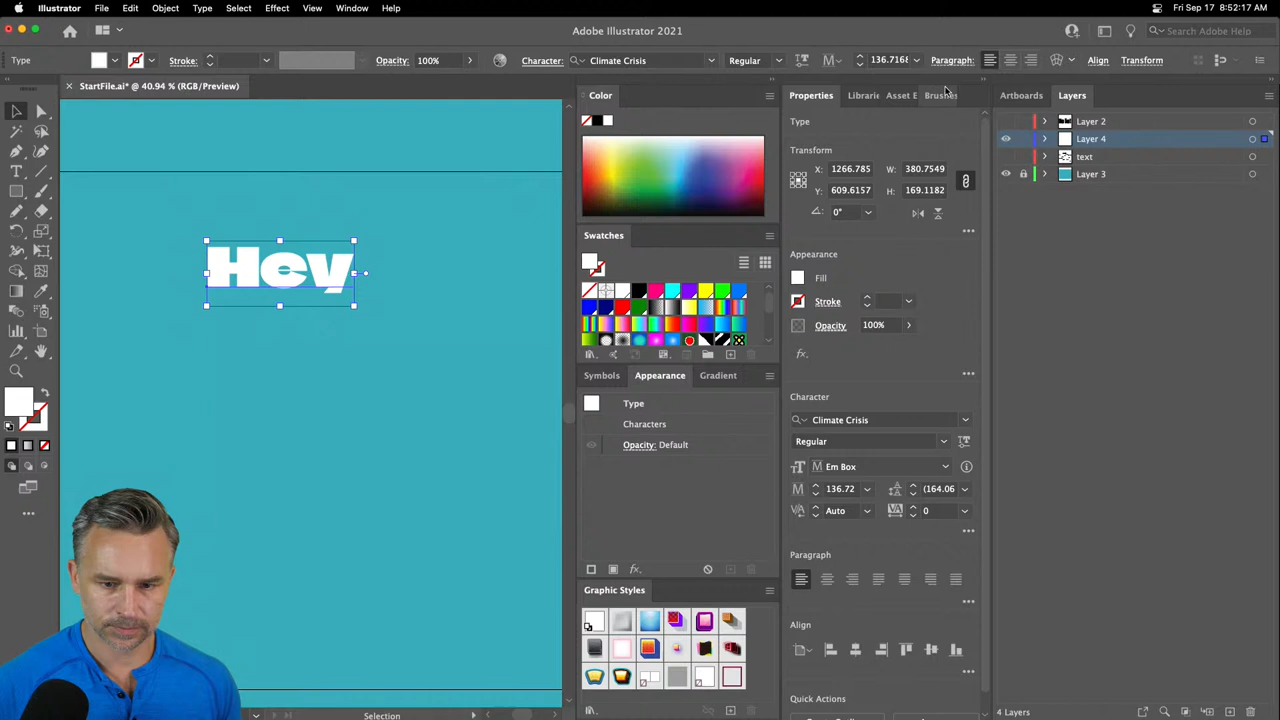 Illustrator File Edit Object Type Select Effect View Window Help Fri Sep 17 8:52:17 AM
Adobe Illustrator 2021 Search Adobe Help
Type Stroke: Opacity: 100% Character: Climate Crisis Regular 136.7168 Paragraph: Align Transform
StartFile.ai* @ 40.94 % (RGB/Preview)
Color
Properties Librarie Asset E Brushes
Artboards Layers
Type
Layer 2
Layer 4
text
Layer 3
Transform
X: 1266.785 W: 380.7549
Y: 609.6157 H: 169.1182
0°
Hey
Swatches
Appearance
Fill
Stroke
Opacity 100%
fx.
Symbols Appearance Gradient
Type
Characters
Opacity: Default
Character
Climate Crisis
Regular
Em Box
136.72 (164.06
Auto 0
Paragraph
fx.
Graphic Styles
Align
Quick Actions
Selection
4 Layers